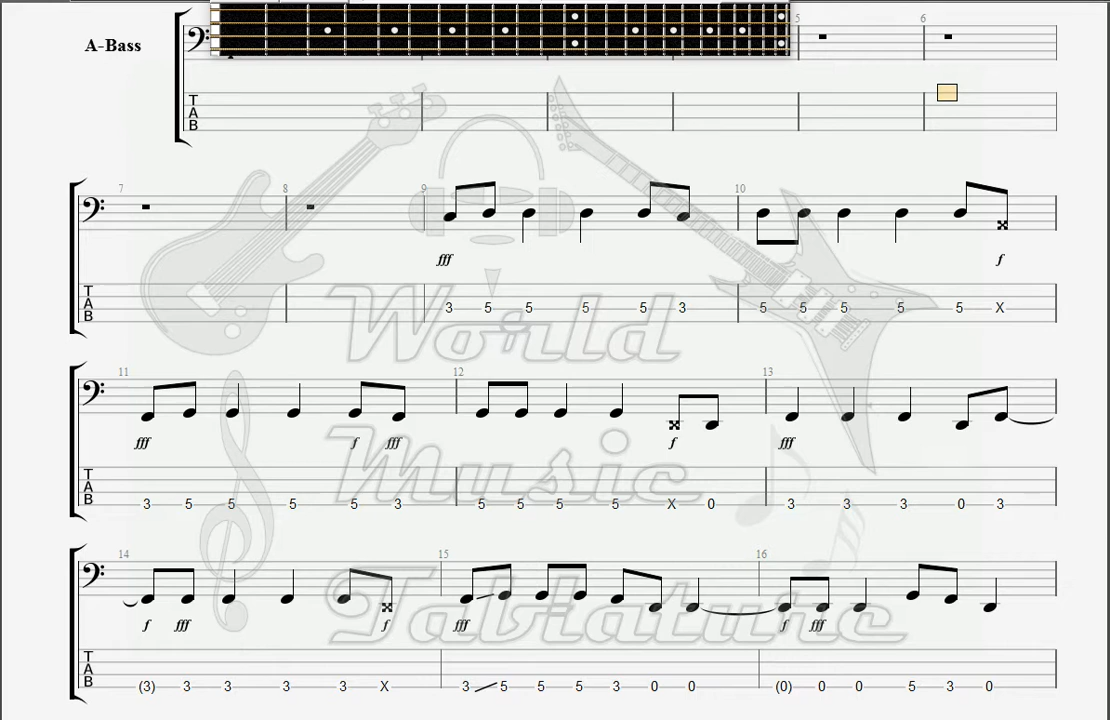 5 6
A-Bass
T
A
B
7 8 9 10
fff f
T
A
B
3 5 5 5 5 3 5 5 5 5 5 X
World
11 12 13
fff f fff f fff
Music
T
A
B
3 5 5 5 5 3 5 5 5 5 X 0 3 3 3 0 3
14 15 16
f fff f fff f fff
Tablature
T
A
B
(3) 3 3 3 3 X 3 5 5 5 3 0 0 (0) 0 0 5 3 0